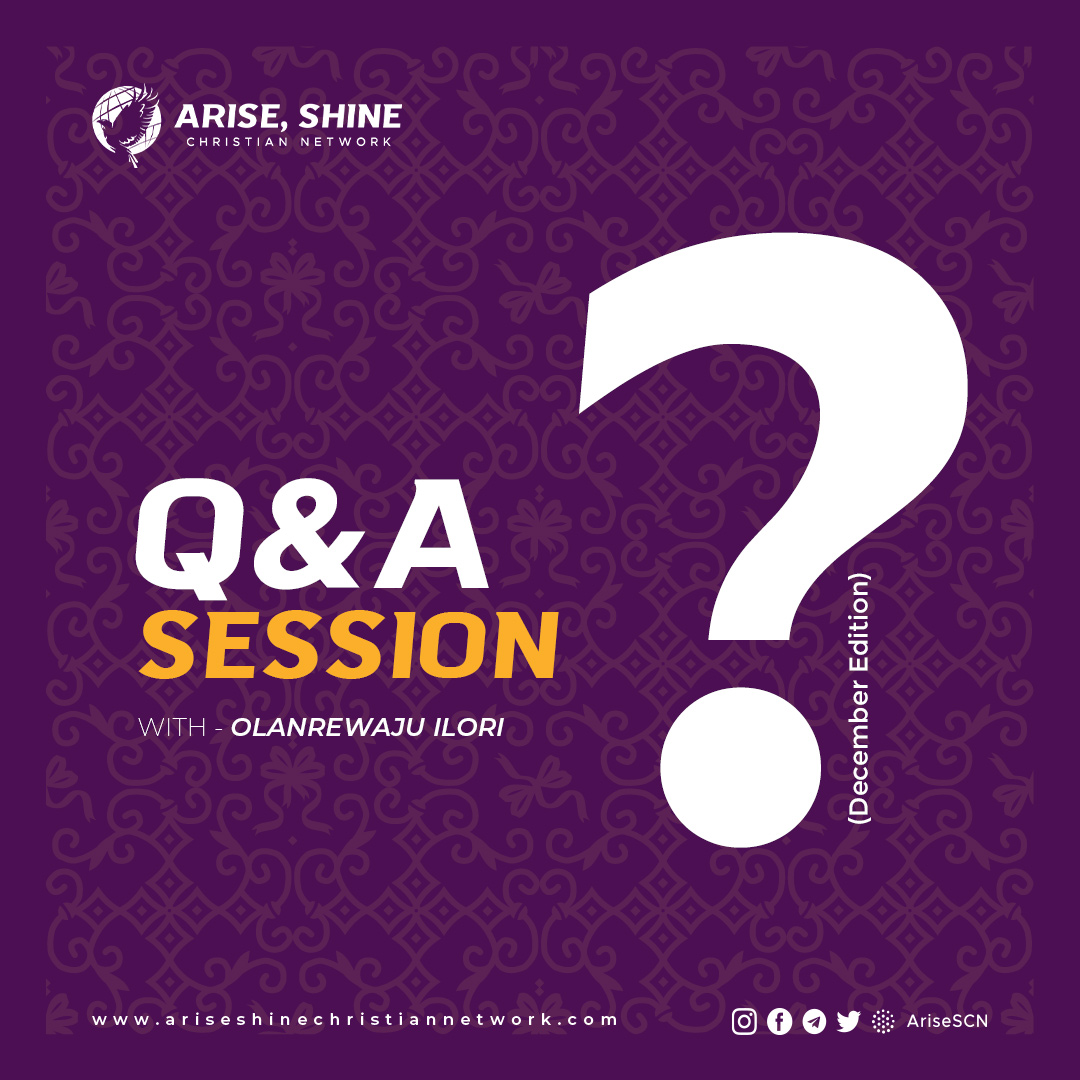 ARISE, SHINE
CHRISTIAN NETWORK
?
Q&A
SESSION
WITH - OLANREWAJU ILORI
(December Edition)
www.ariseshinechristiannetwork.com
AriseSCN